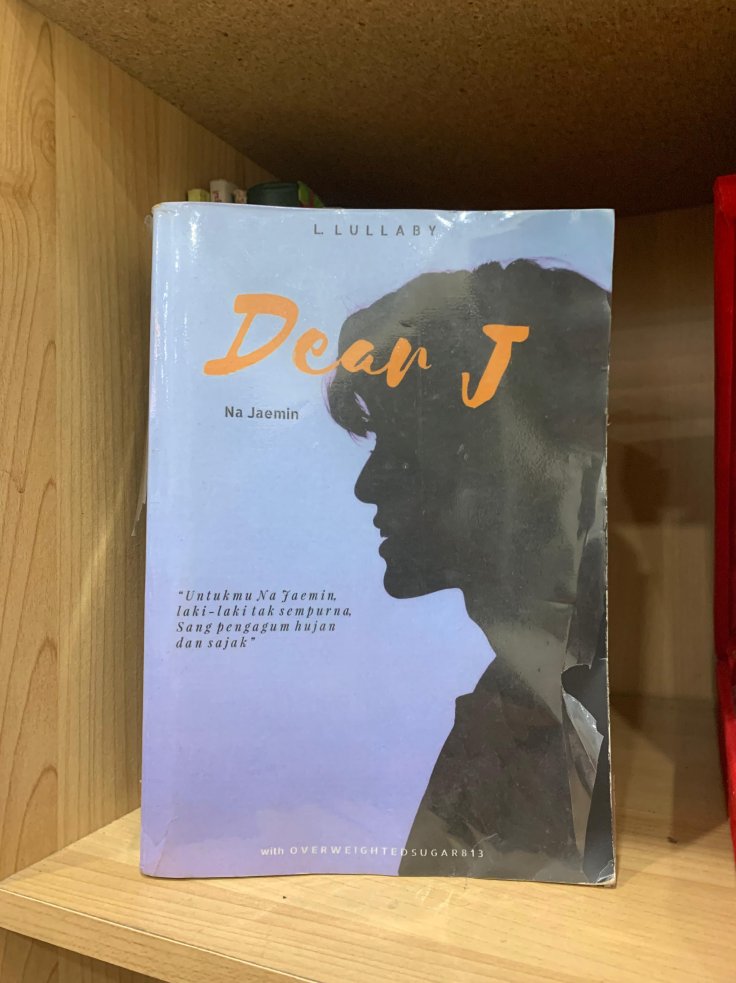 L. LULLABY
Dear J
Na Jaemin
“Untukmu Na Jaemin,
laki-laki tak sempurna,
Sang pengagum hujan
dan sajak”
with OVERWEIGHTEDSUGAR813